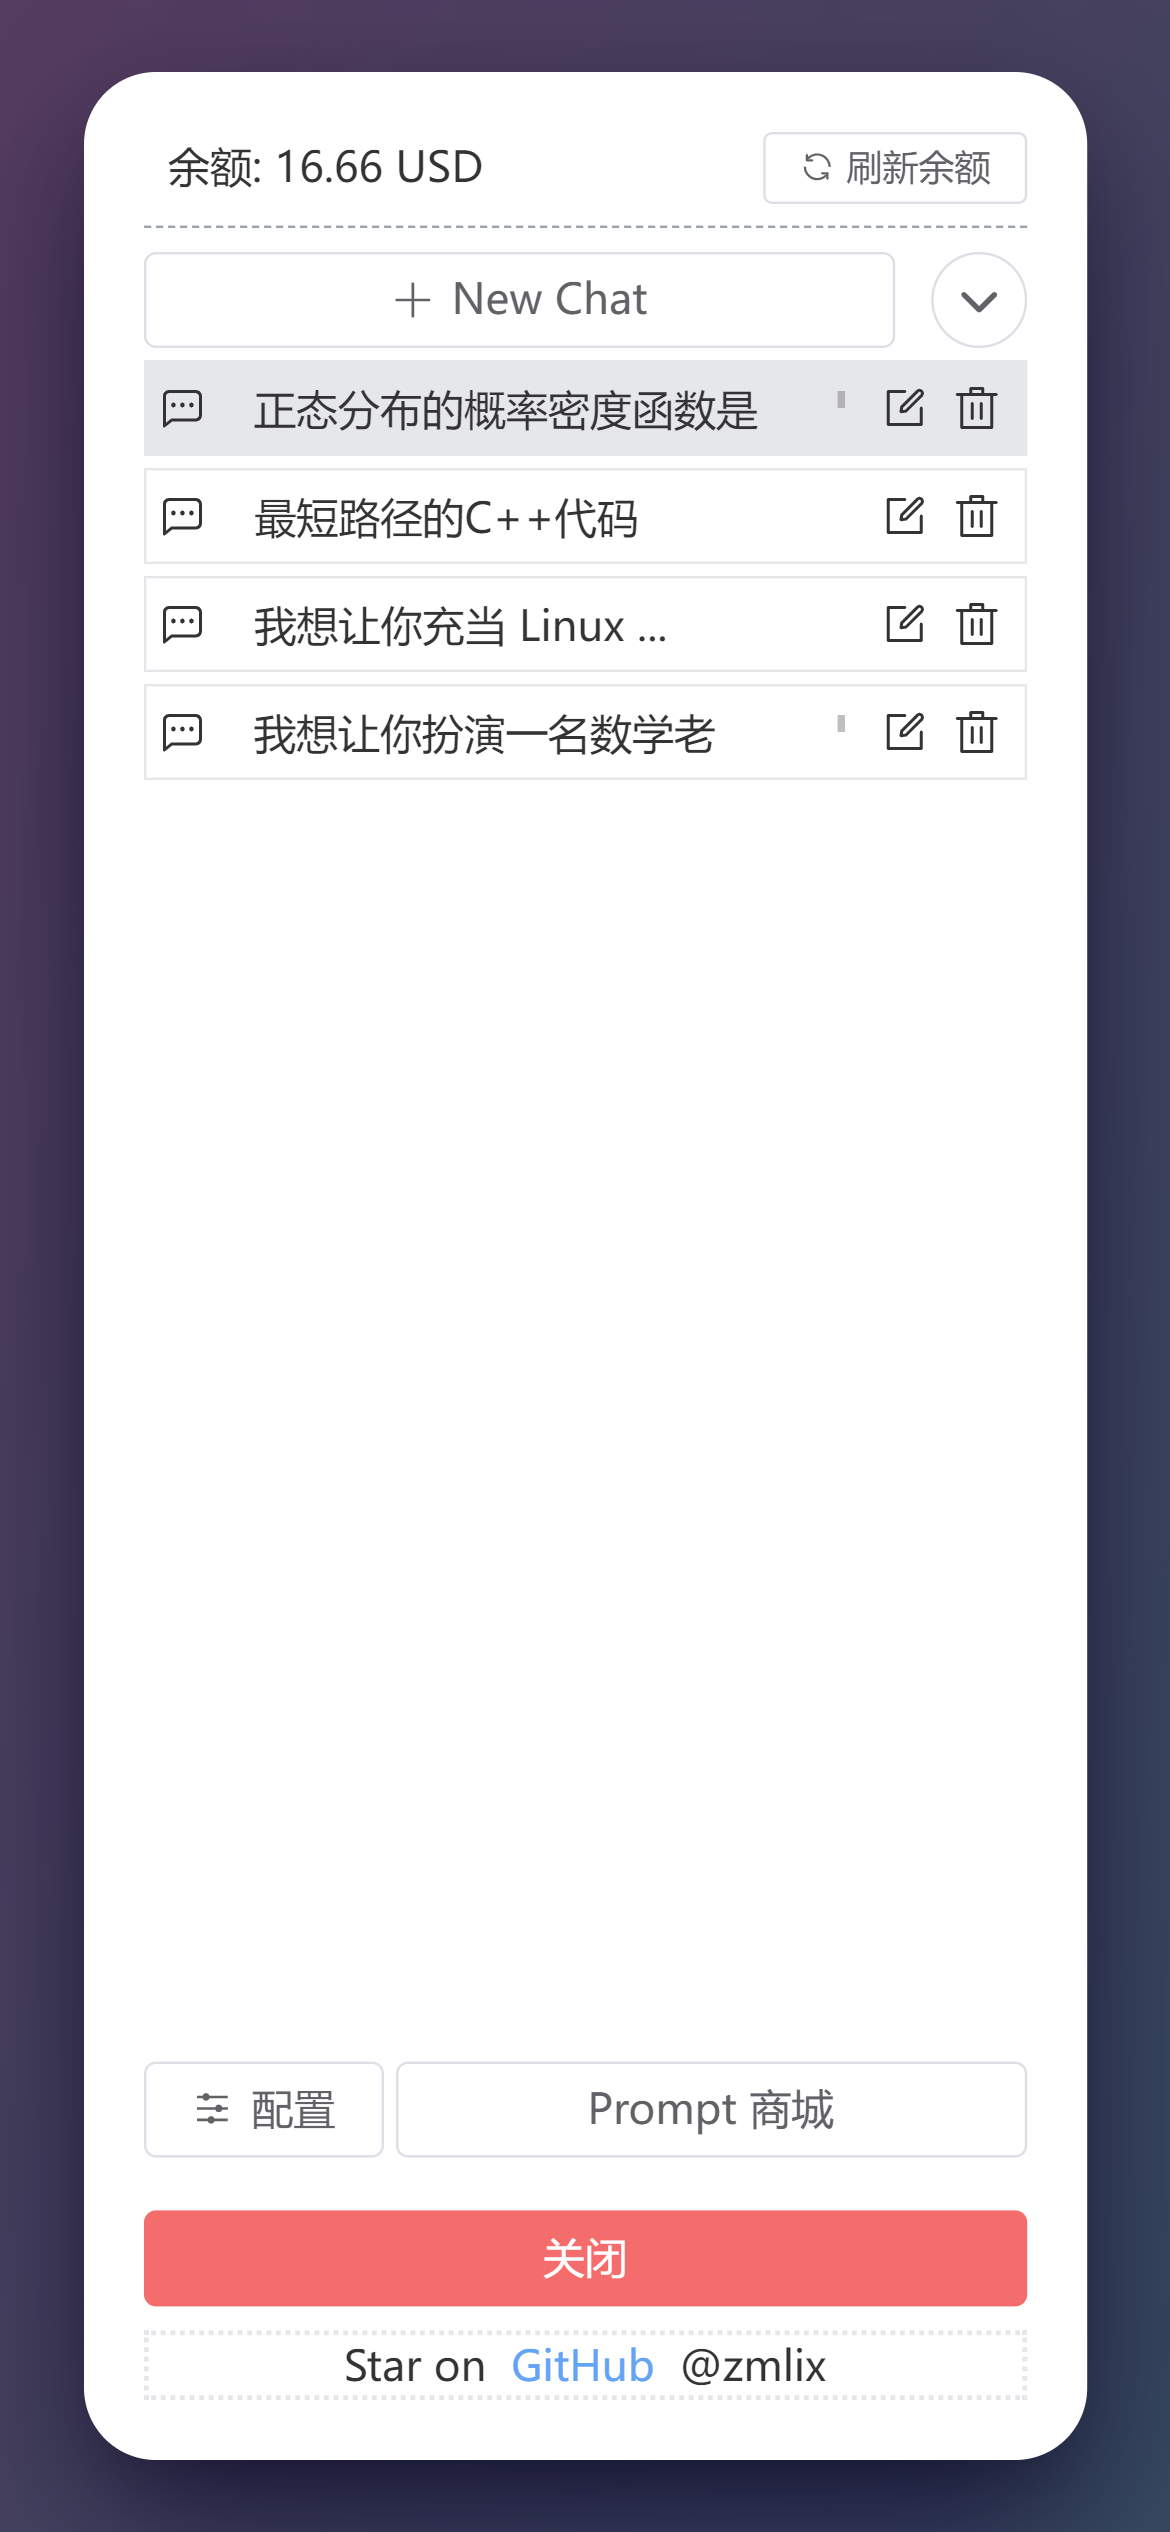 余额: 16.66 USD
刷新余额
New Chat
正态分布的概率密度函数是
最短路径的C++代码
我想让你充当 Linux ...
我想让你扮演一名数学老
配置
Prompt 商城
关闭
Star on GitHub @zmlix